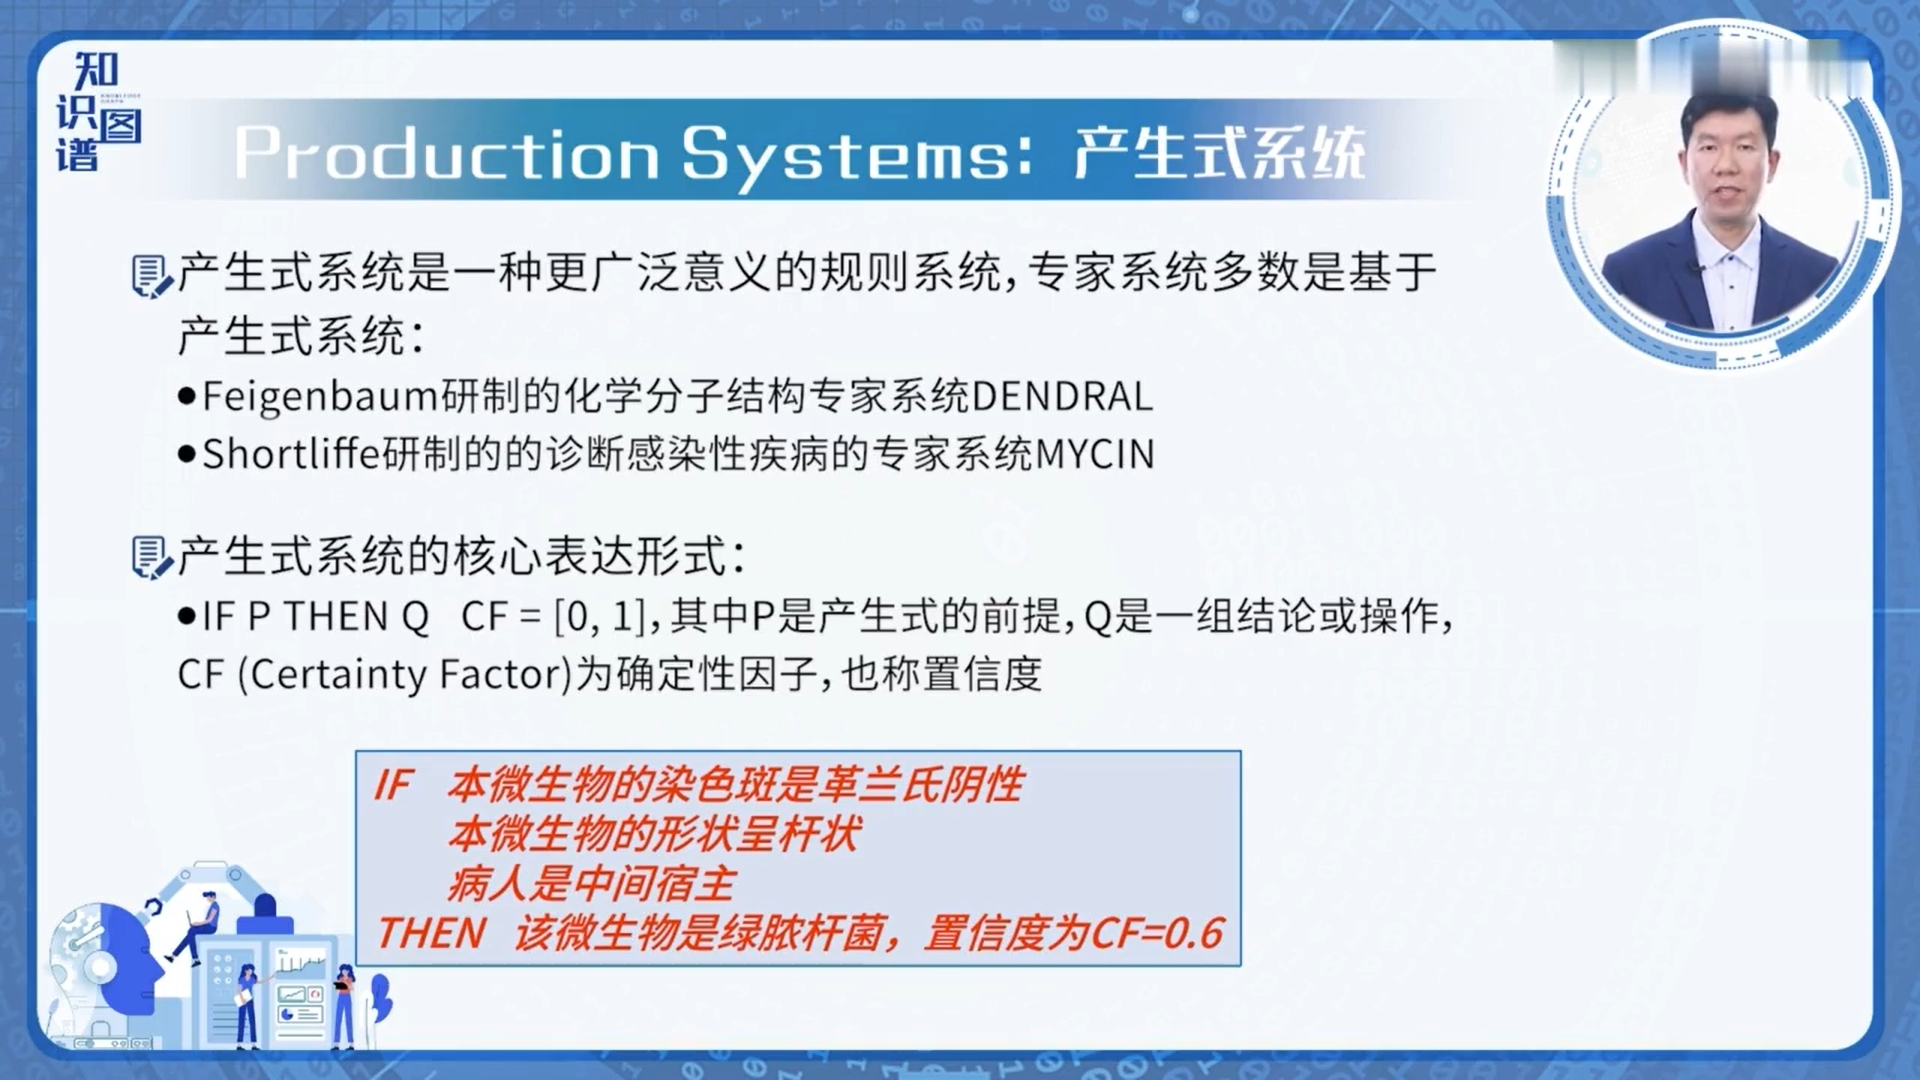 知识图谱
KNOWLEDGE GRAPH
Production Systems：产生式系统
产生式系统是一种更广泛意义的规则系统，专家系统多数是基于
产生式系统：
●Feigenbaum研制的化学分子结构专家系统DENDRAL
●Shortliffe研制的的诊断感染性疾病的专家系统MYCIN
产生式系统的核心表达形式：
●IF P THEN Q CF = [0, 1]，其中P是产生式的前提，Q是一组结论或操作，
CF (Certainty Factor)为确定性因子，也称置信度
IF 本微生物的染色斑是革兰氏阴性
本微生物的形状呈杆状
病人是中间宿主
THEN 该微生物是绿脓杆菌，置信度为CF=0.6